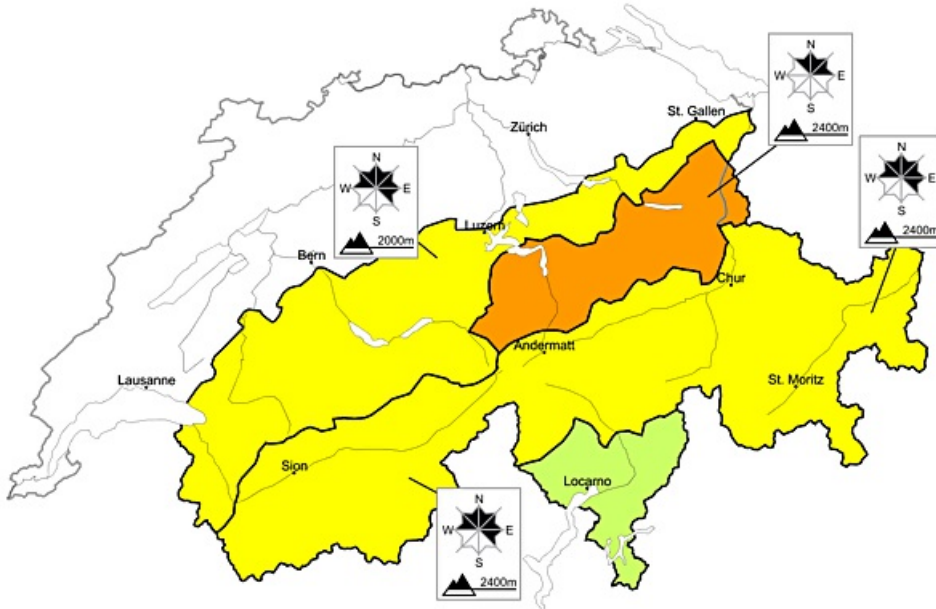 N
W E
S
2400m
St. Gallen
Zürich
N
W E
S
2400m
N
W E
S
2000m
Luzern
Bern
Chur
Andermatt
Lausanne
St. Moritz
Sion
Locarno
N
W E
S
2400m